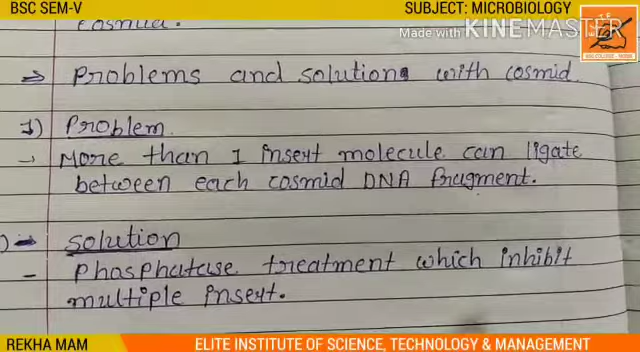 BSC SEM-V
SUBJECT: MICROBIOLOGY
Made with KINEMASTER
cosmid.
⇒ Problems and solutions with cosmid
1) Problem
→ More than 1 insert molecule can ligate
between each cosmid DNA fragment.
solution
- Phosphatase treatment which inhibit
multiple insert.
REKHA MAM
ELITE INSTITUTE OF SCIENCE, TECHNOLOGY & MANAGEMENT